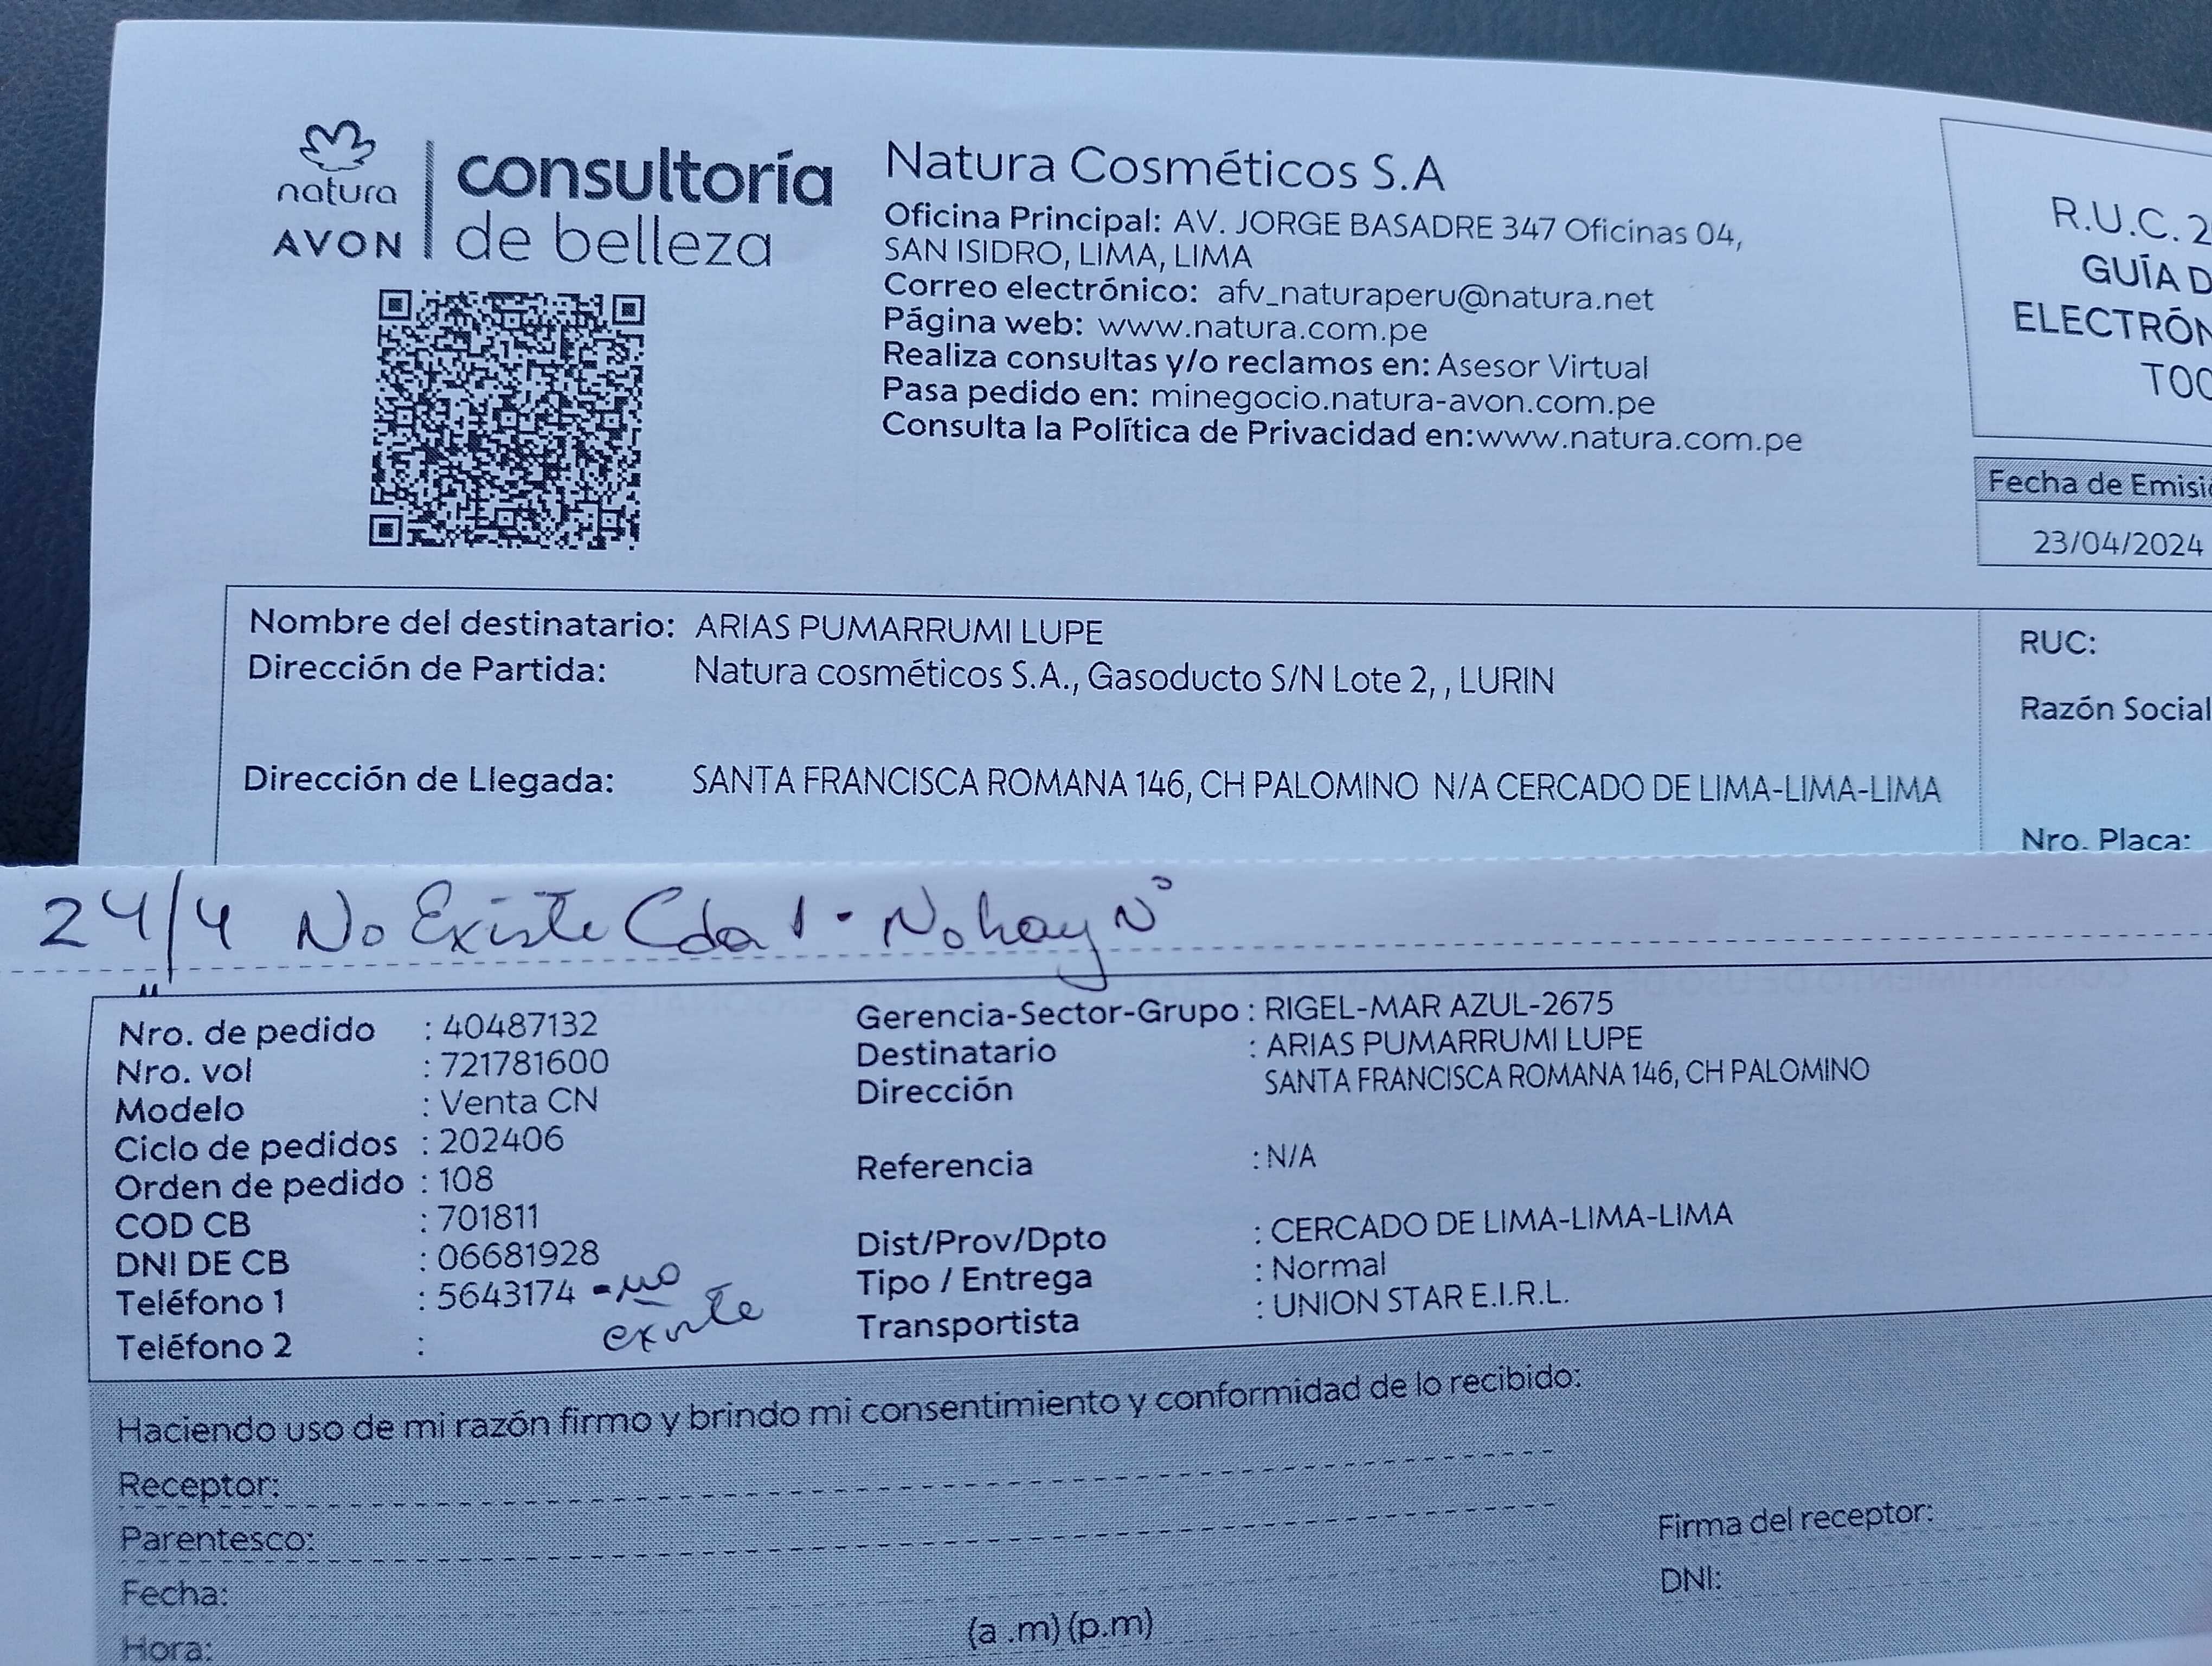 natura
AVON
consultoría
de belleza
Natura Cosméticos S.A
Oficina Principal: AV. JORGE BASADRE 347 Oficinas 04,
SAN ISIDRO, LIMA, LIMA
Correo electrónico: afv_naturaperu@natura.net
Página web: www.natura.com.pe
Realiza consultas y/o reclamos en: Asesor Virtual
Pasa pedido en: minegocio.natura-avon.com.pe
Consulta la Política de Privacidad en:www.natura.com.pe
R.U.C. 2
GUÍA D
ELECTRÓN
T00
Fecha de Emisió
23/04/2024
Nombre del destinatario: ARIAS PUMARRUMI LUPE
Dirección de Partida: Natura cosméticos S.A., Gasoducto S/N Lote 2, , LURIN
Dirección de Llegada: SANTA FRANCISCA ROMANA 146, CH PALOMINO N/A CERCADO DE LIMA-LIMA-LIMA
RUC:
Razón Social
Nro. Placa:
24/4 No Existe Cda 1 - No hay N°
Nro. de pedido : 40487132
Nro. vol : 721781600
Modelo : Venta CN
Ciclo de pedidos : 202406
Orden de pedido : 108
COD CB : 701811
DNI DE CB : 06681928
Teléfono 1 : 5643174 - no
existe
Teléfono 2 :
Gerencia-Sector-Grupo : RIGEL-MAR AZUL-2675
Destinatario : ARIAS PUMARRUMI LUPE
Dirección SANTA FRANCISCA ROMANA 146, CH PALOMINO
Referencia : N/A
Dist/Prov/Dpto : CERCADO DE LIMA-LIMA-LIMA
Tipo / Entrega : Normal
Transportista : UNION STAR E.I.R.L.
Haciendo uso de mi razón firmo y brindo mi consentimiento y conformidad de lo recibido:
Receptor:
Parentesco:
Fecha:
Hora: (a .m) (p.m)
Firma del receptor:
DNI: